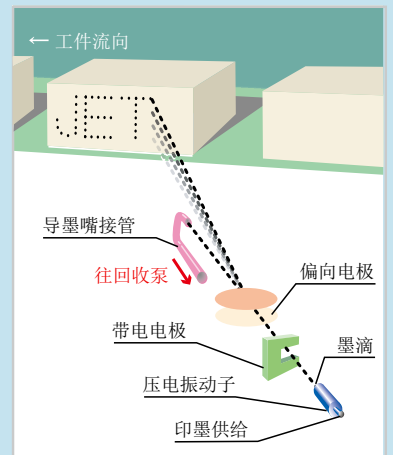 ← 工件流向
JET
导墨嘴接管
往回收泵
偏向电极
带电电极
墨滴
压电振动子
印墨供给